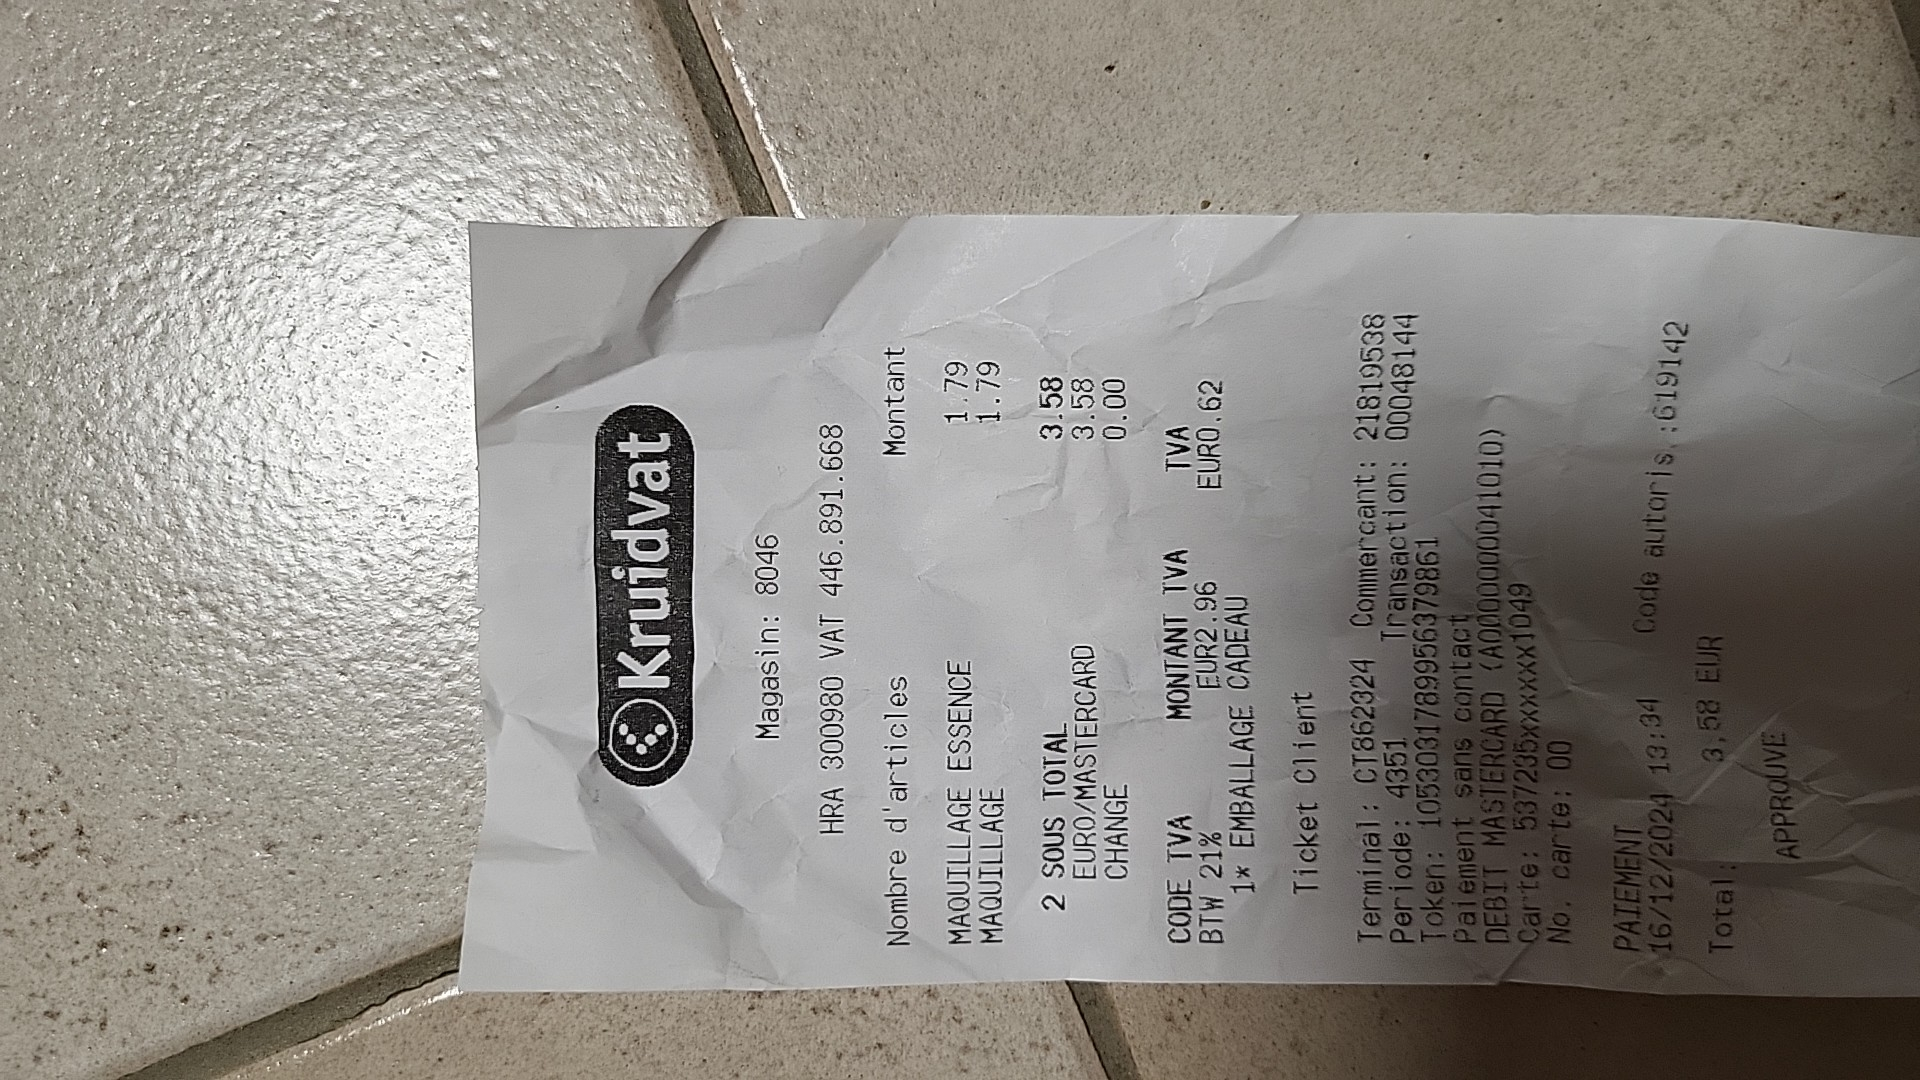 Kruidvat
Magasin: 8046
HRA 300980 VAT 446.891.668
Nombre d'articles Montant
MAQUILLAGE ESSENCE 1.79
MAQUILLAGE 1.79
2 SOUS TOTAL 3.58
EURO/MASTERCARD 3.58
CHANGE 0.00
CODE TVA MONTANT TVA TVA
BTW 21% EUR2.96 EUR0.62
1* EMBALLAGE CADEAU
Ticket Client
Terminal: CT862324 Commercant: 21819538
Periode: 4351 Transaction: 00048144
Token: 1053031789956379861
Paiement sans contact
DEBIT MASTERCARD (A0000000041010)
Carte: 537235xxxxxx1049
No. carte: 00
PAIEMENT
16/12/2024 13:34 Code autoris.:619142
Total: 3,58 EUR
APPROUVE